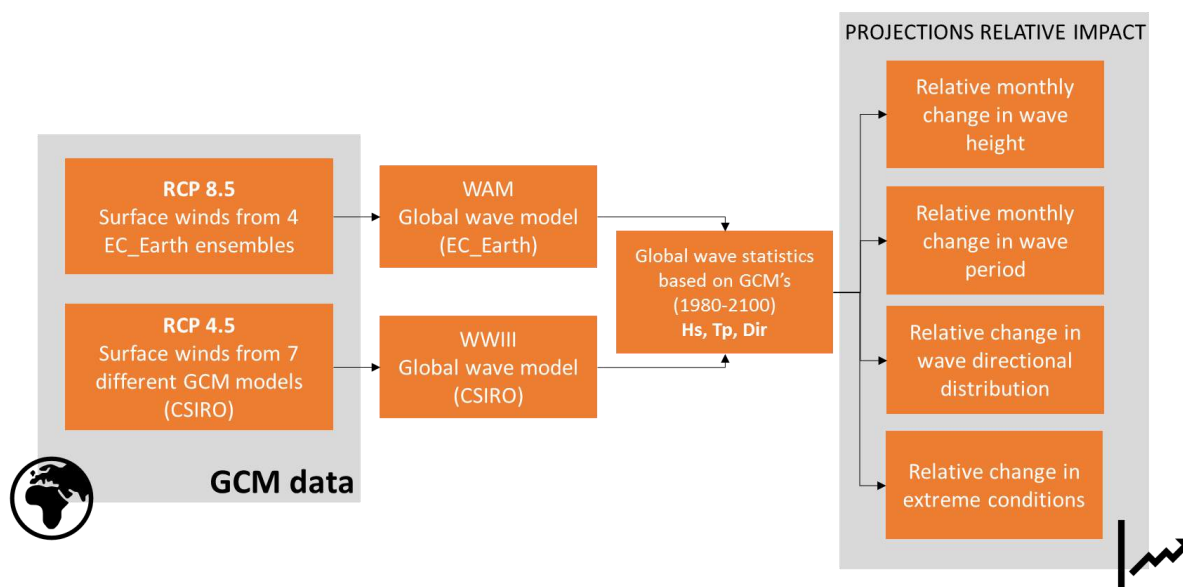 PROJECTIONS RELATIVE IMPACT
RCP 8.5
Surface winds from 4
EC_Earth ensembles
RCP 4.5
Surface winds from 7
different GCM models
(CSIRO)
GCM data
WAM
Global wave model
(EC_Earth)
WWIII
Global wave model
(CSIRO)
Global wave statistics
based on GCM’s
(1980-2100)
Hs, Tp, Dir
Relative monthly
change in wave
height
Relative monthly
change in wave
period
Relative change in
wave directional
distribution
Relative change in
extreme conditions